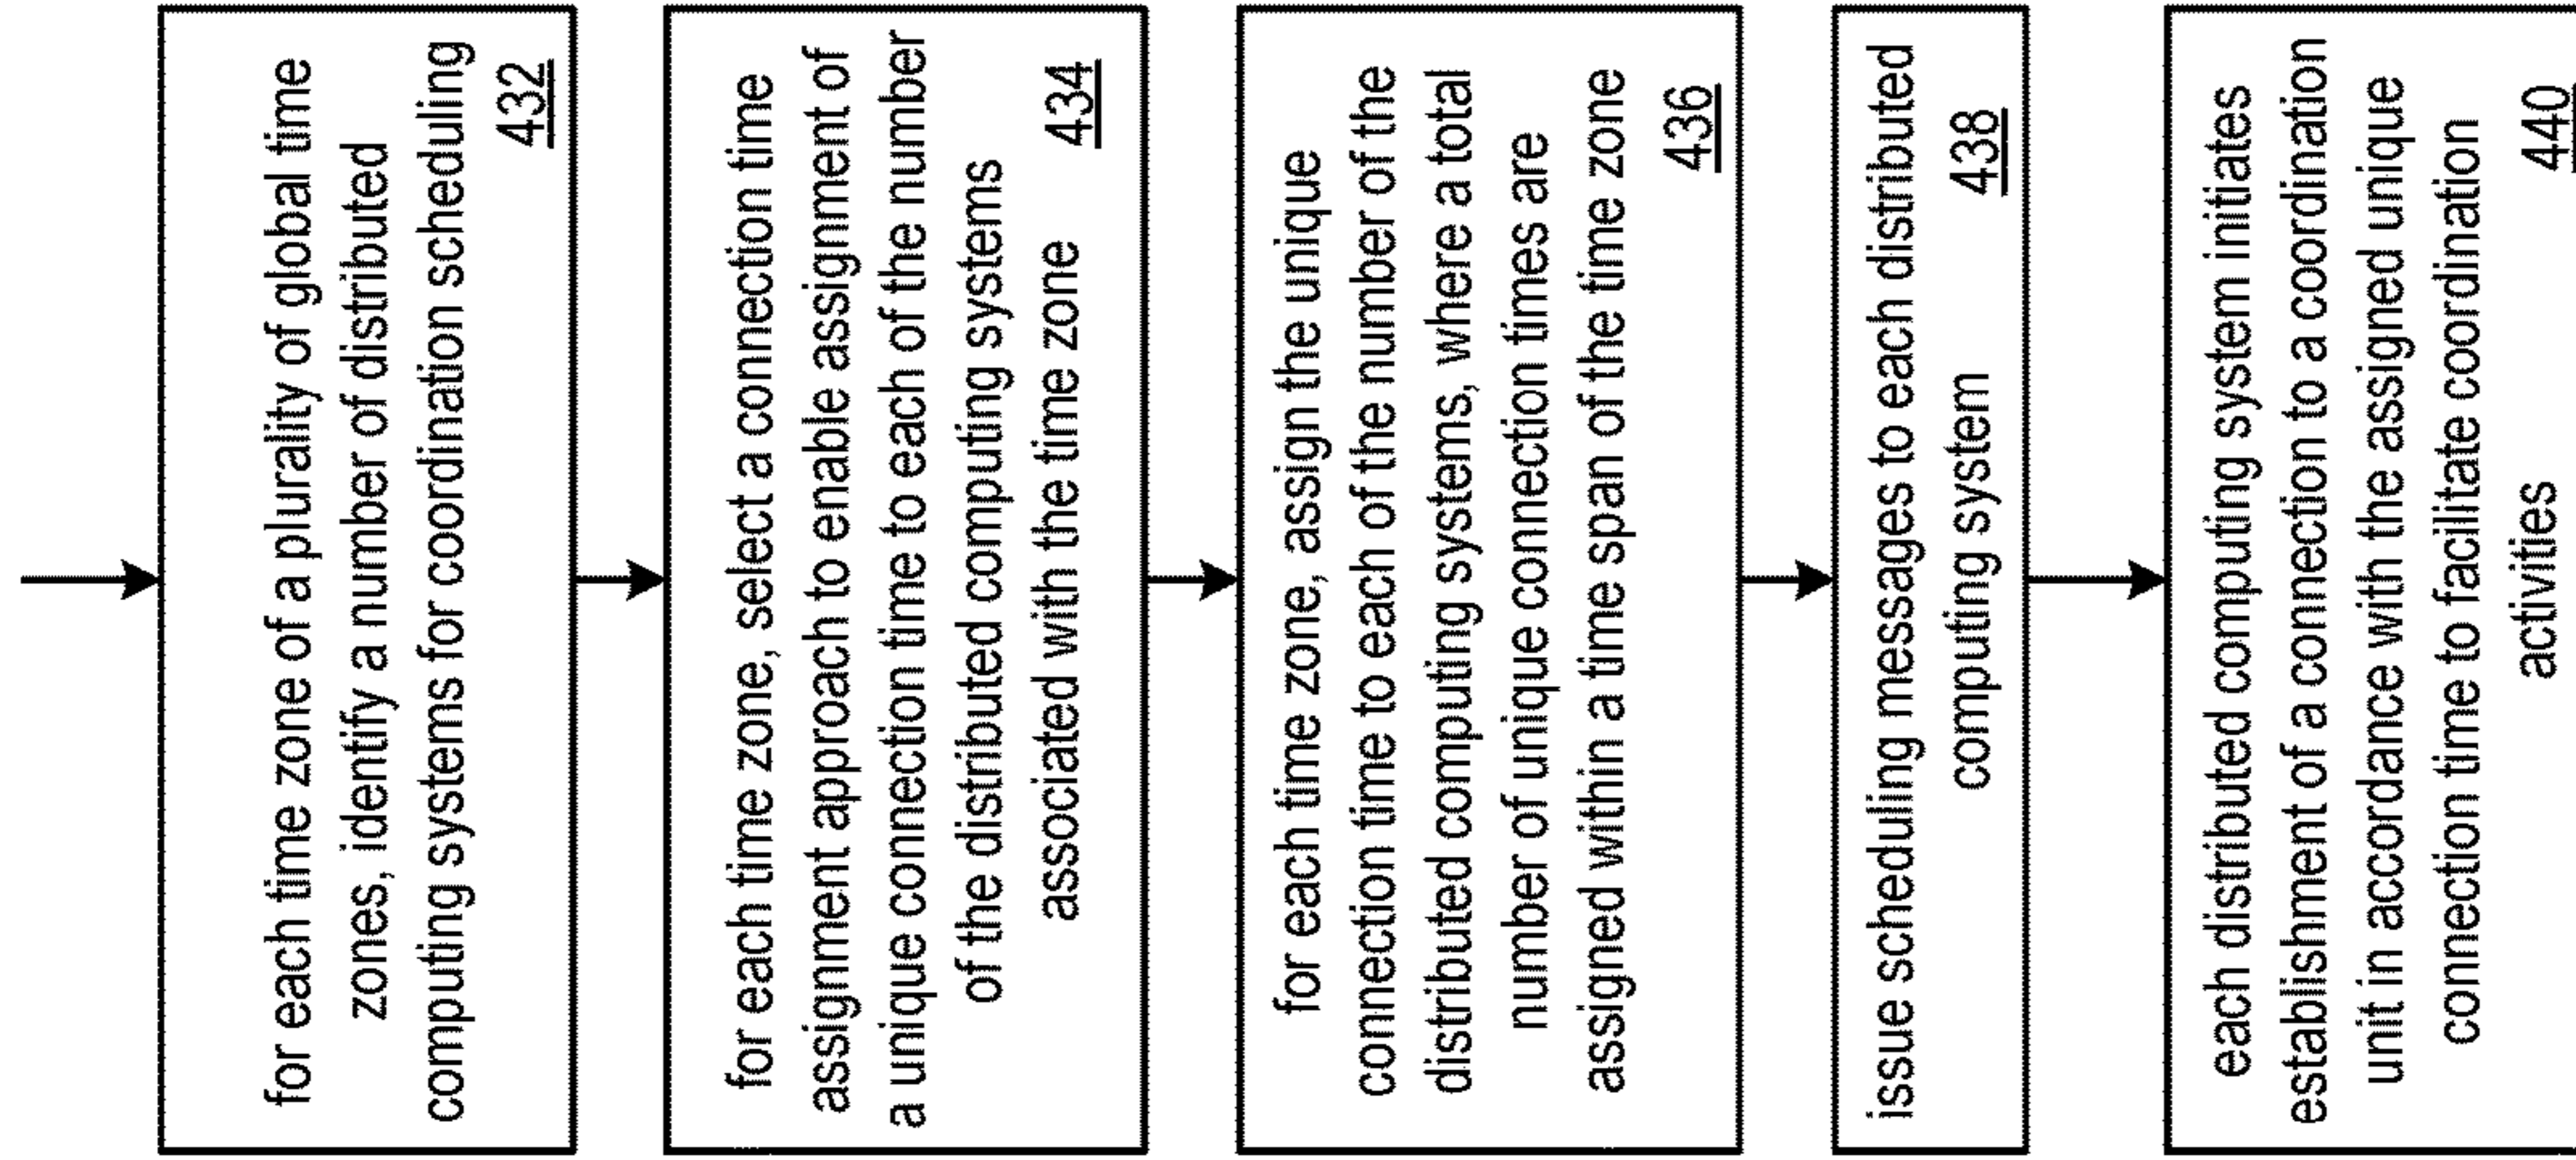 for each time zone of a plurality of global time
zones, identify a number of distributed
computing systems for coordination scheduling
432
for each time zone, select a connection time
assignment approach to enable assignment of
a unique connection time to each of the number
of the distributed computing systems
associated with the time zone 434
for each time zone, assign the unique
connection time to each of the number of the
distributed computing systems, where a total
number of unique connection times are
assigned within a time span of the time zone
436
issue scheduling messages to each distributed
computing system 438
each distributed computing system initiates
establishment of a connection to a coordination
unit in accordance with the assigned unique
connection time to facilitate coordination
activities 440